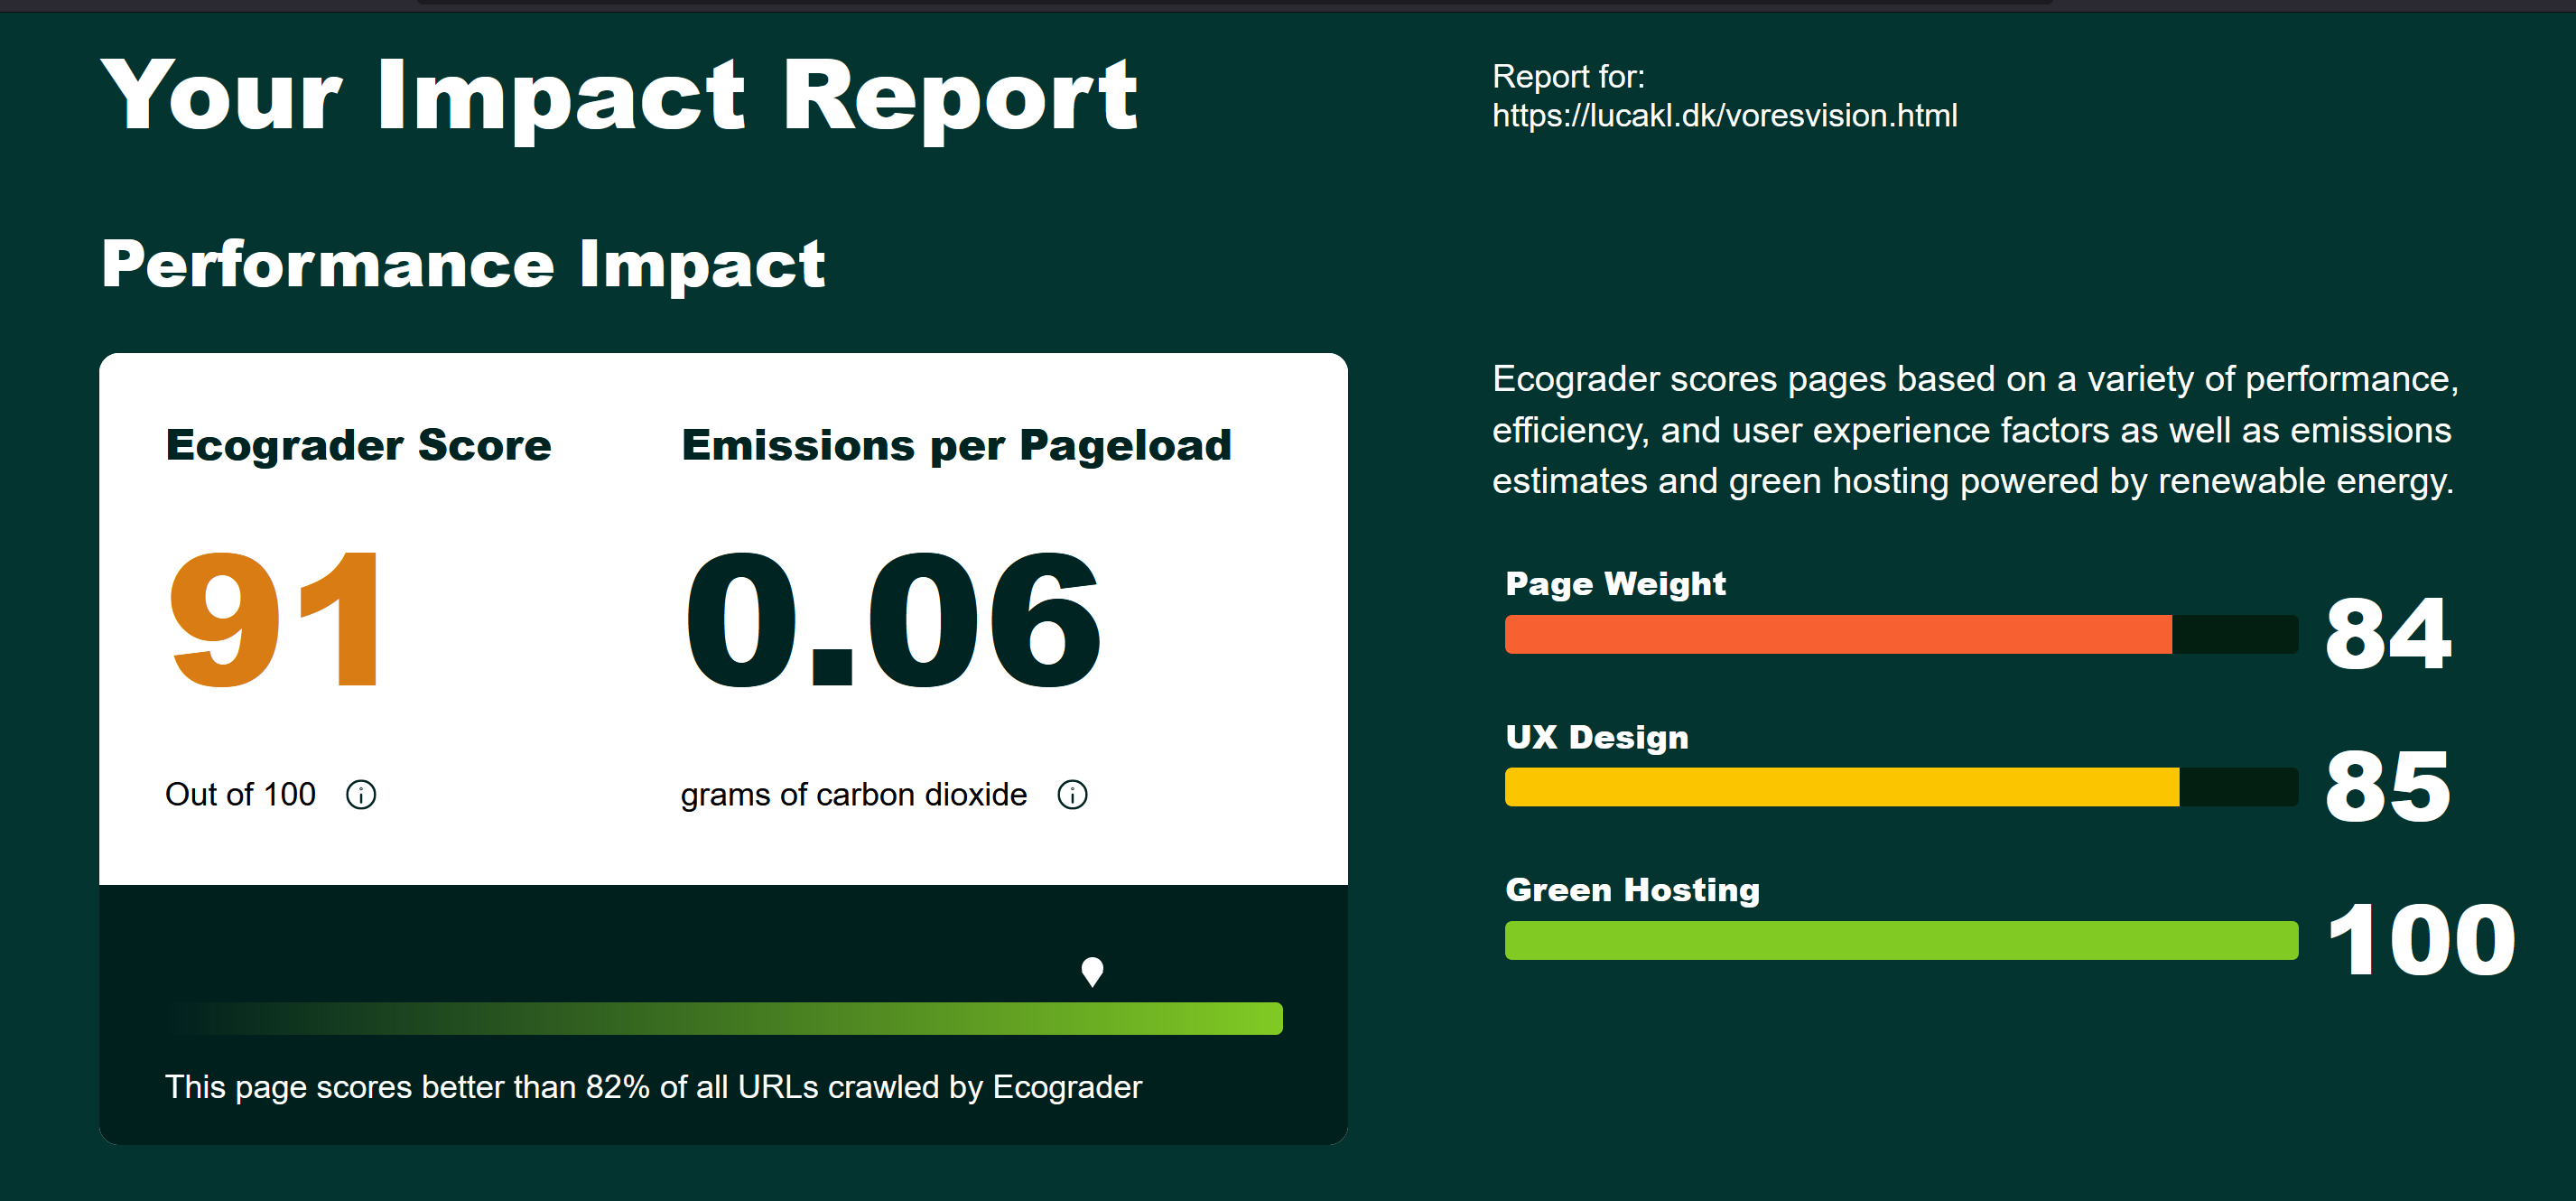 Your Impact Report
Report for:
https://lucakl.dk/voresvision.html
Performance Impact
Ecograder Score
Emissions per Pageload
91
0.06
Out of 100
grams of carbon dioxide
This page scores better than 82% of all URLs crawled by Ecograder
Ecograder scores pages based on a variety of performance,
efficiency, and user experience factors as well as emissions
estimates and green hosting powered by renewable energy.
Page Weight
84
UX Design
85
Green Hosting
100